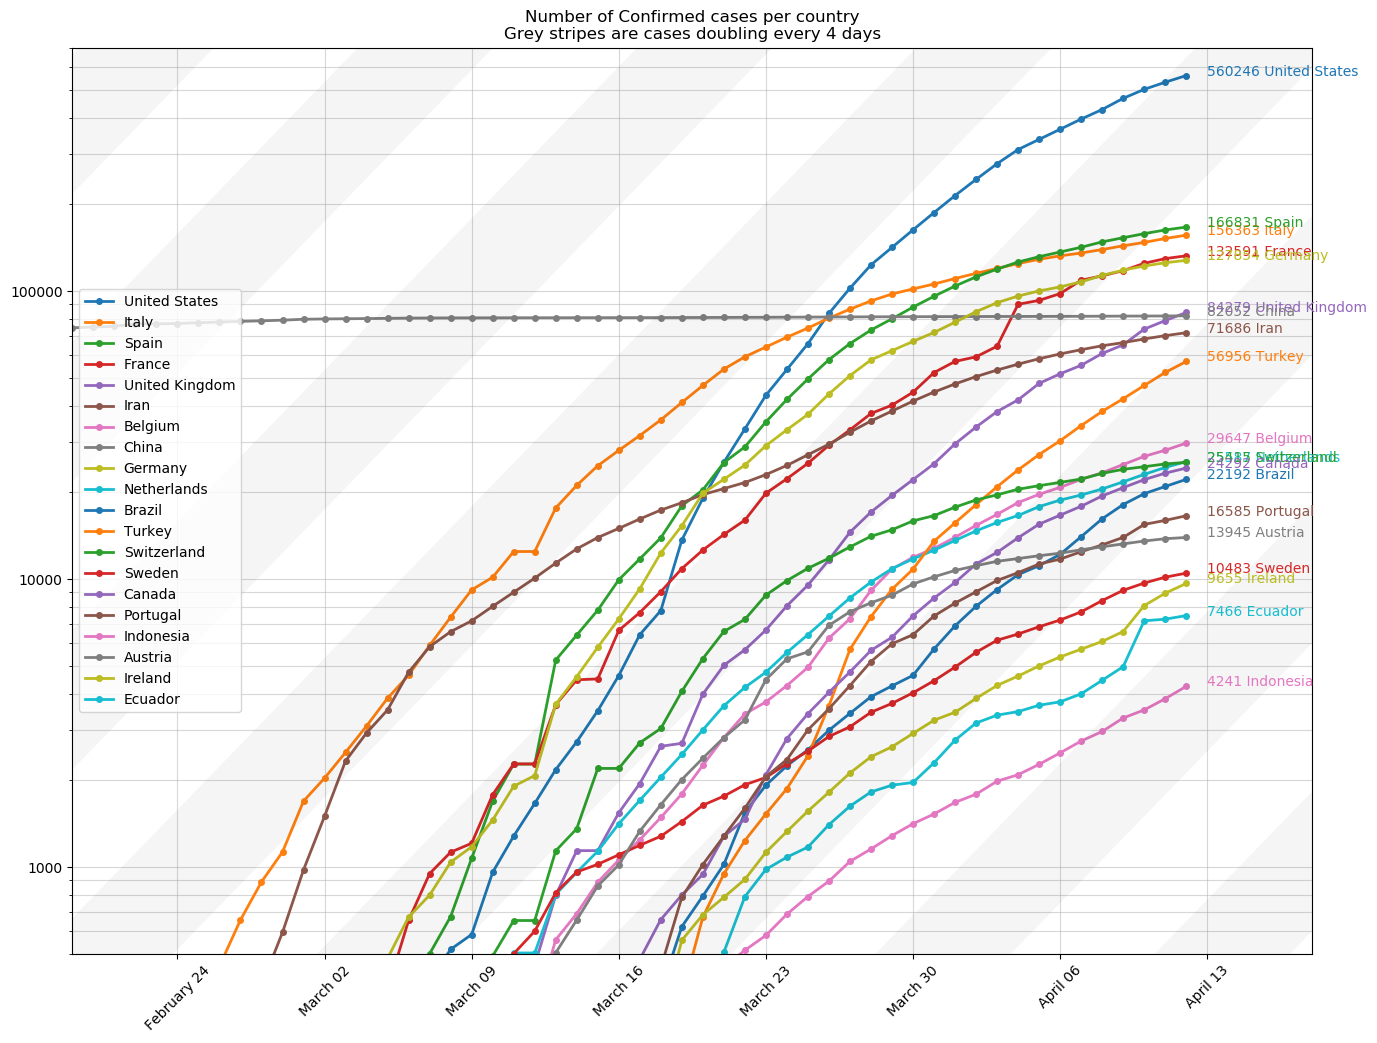 Number of Confirmed cases per country
Grey stripes are cases doubling every 4 days
560246 United States
166831 Spain
156363 Italy
132591 France
127854 Germany
100000
84279 United Kingdom
82052 China
71686 Iran
56956 Turkey
United States
Italy
Spain
France
United Kingdom
Iran
Belgium
China
Germany
Netherlands
Brazil
Turkey
Switzerland
Sweden
Canada
Portugal
Indonesia
Austria
Ireland
Ecuador
29647 Belgium
Switzerland
Netherlands
24292 Canada
22192 Brazil
16585 Portugal
13945 Austria
10000
10483 Sweden
9655 Ireland
7466 Ecuador
4241 Indonesia
1000
February 24
March 02
March 09
March 16
March 23
March 30
April 06
April 13